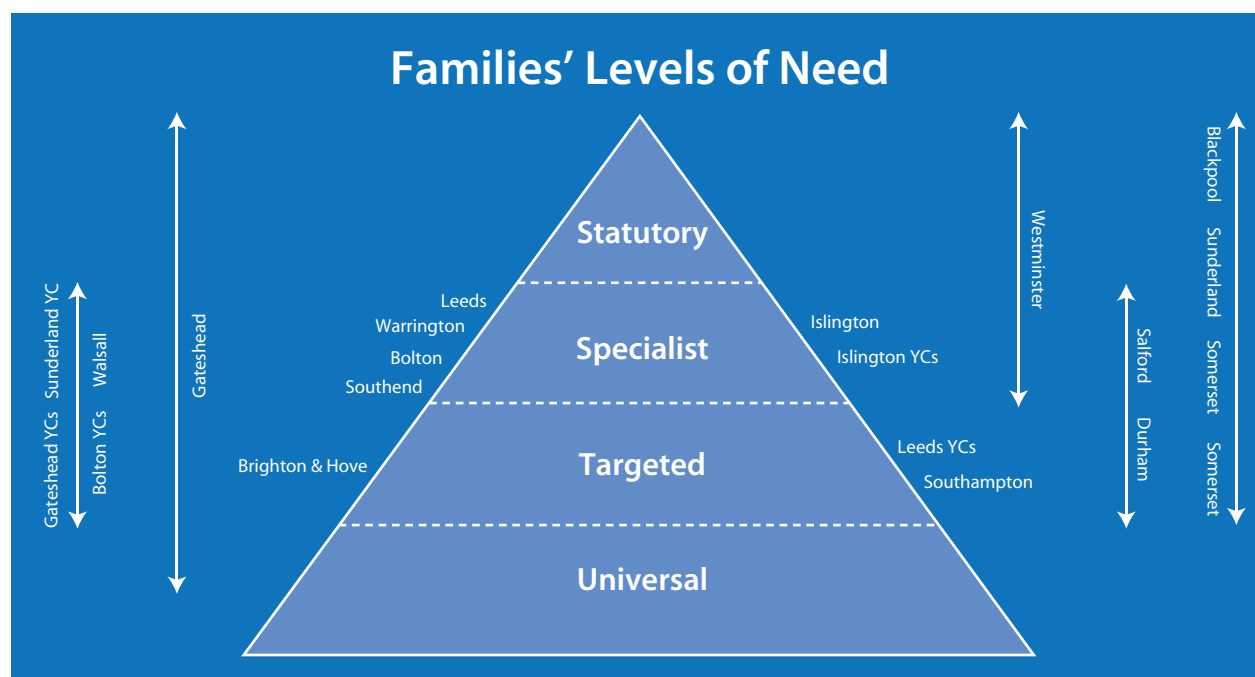 Families’ Levels of Need
Statutory
Specialist
Targeted
Universal
Gateshead YCs Sunderland YC
Bolton YCs Walsall
Gateshead
Leeds
Warrington
Bolton
Southend
Brighton & Hove
Islington
Islington YCs
Leeds YCs
Southampton
Westminster
Salford Durham
Blackpool Sunderland Somerset Somerset